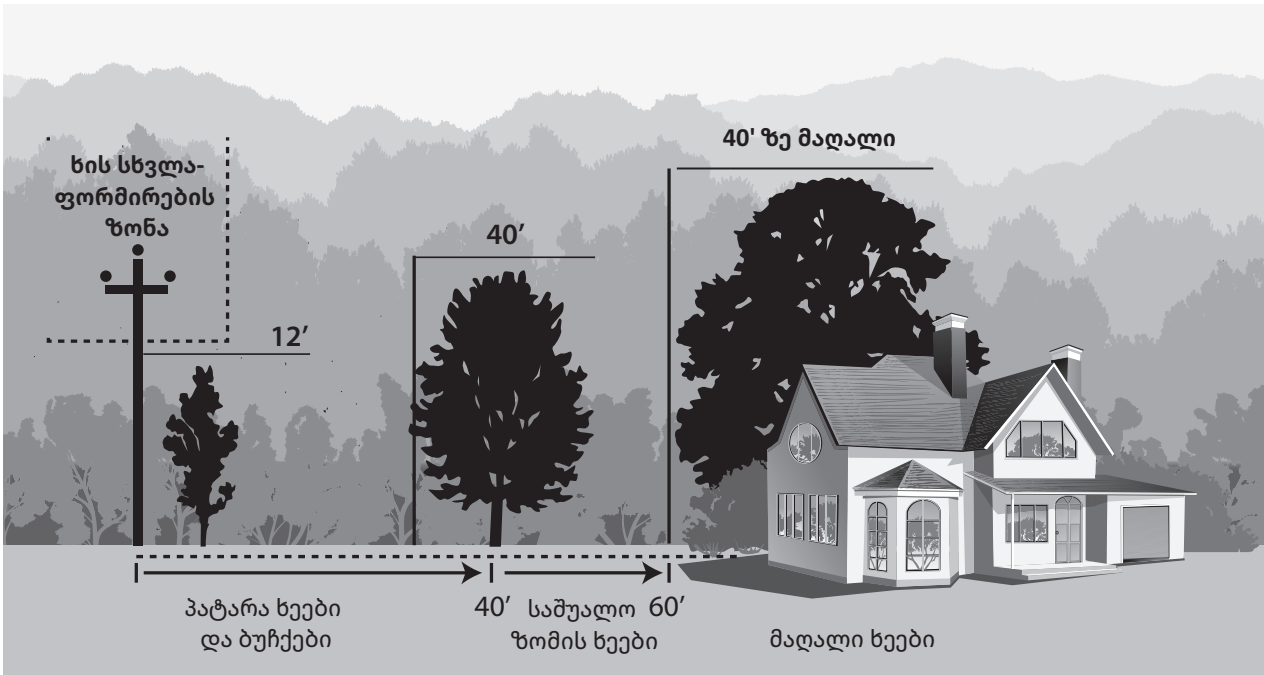 ხის სხვლა-
ფორმირების
ზონა
12’
40’
40' ზე მაღალი
პატარა ხეები
და ბუჩქები
40’
საშუალო
ზომის ხეები
60’
მაღალი ხეები